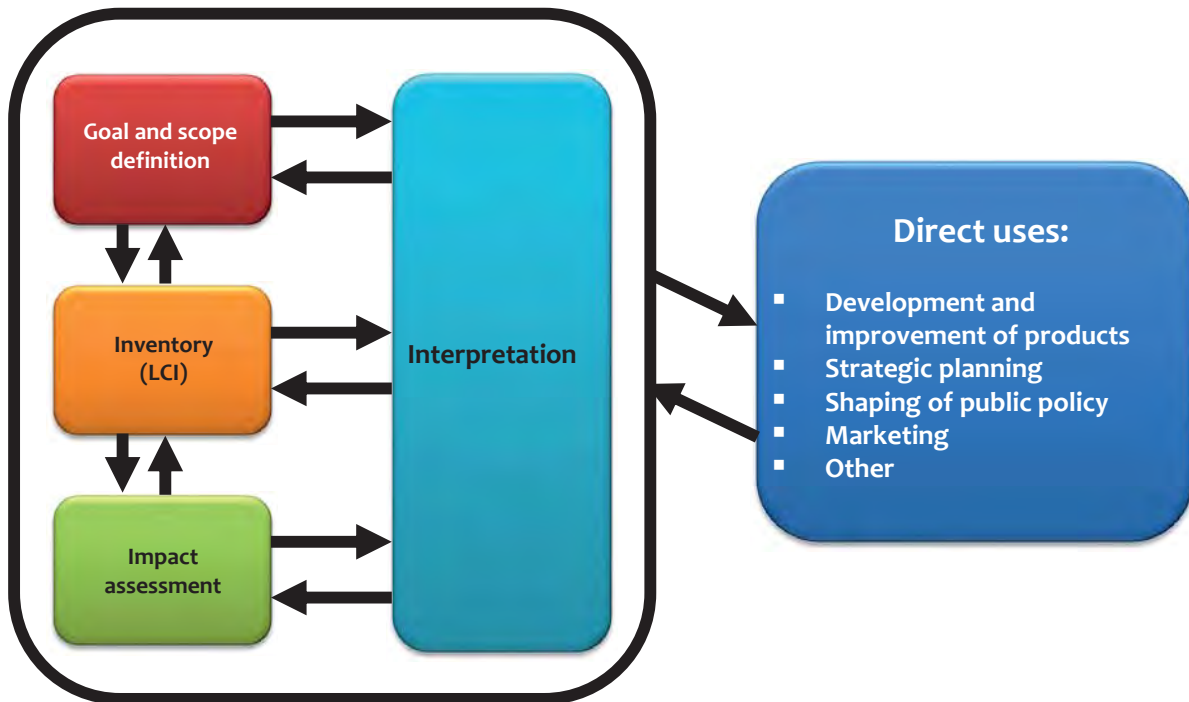 Goal and scope
definition
Inventory
(LCI)
Impact
assessment
Interpretation
Direct uses:
▪ Development and
improvement of products
▪ Strategic planning
▪ Shaping of public policy
▪ Marketing
▪ Other